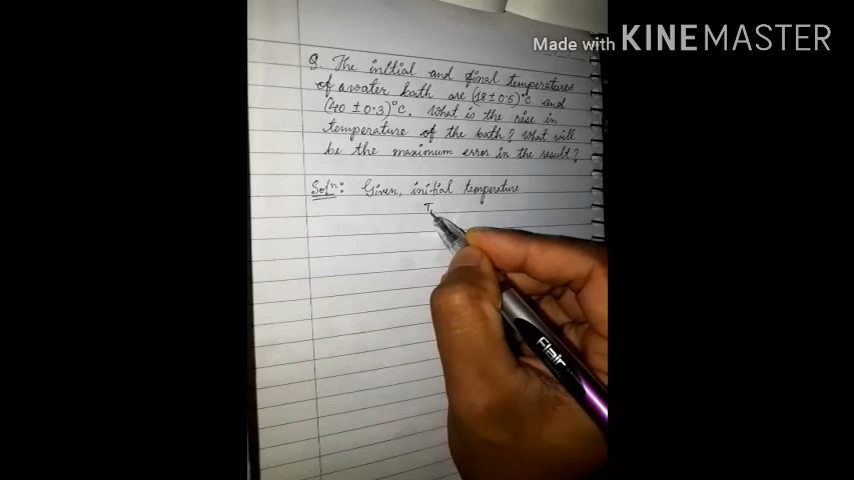 Made with KINEMASTER
Q. The initial and final temperatures
of a water bath are (18 ± 0.5)°C and
(40 ± 0.3)°C. What is the rise in
temperature of the bath? What will
be the maximum error in the result?
Solⁿ: Given, initial temperature
T
Flair